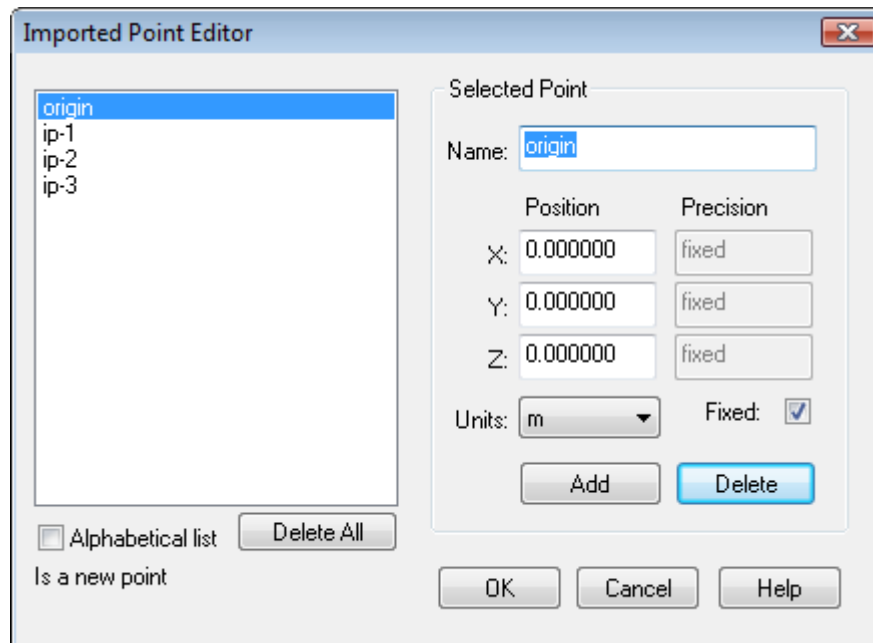 Imported Point Editor
origin
ip-1
ip-2
ip-3
Alphabetical list
Delete All
Is a new point
Selected Point
Name: origin
Position Precision
X: 0.000000 fixed
Y: 0.000000 fixed
Z: 0.000000 fixed
Units: m Fixed:
Add Delete
OK Cancel Help